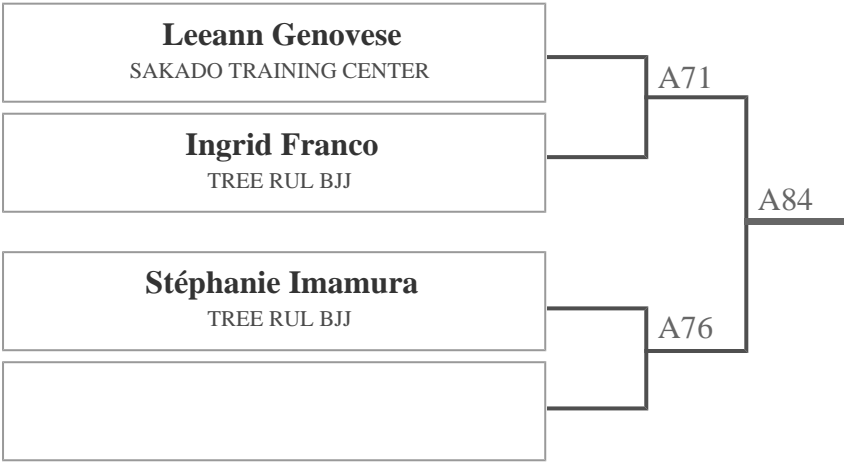 Leeann Genovese
SAKADO TRAINING CENTER
A71
Ingrid Franco
TREE RUL BJJ
A84
Stéphanie Imamura
TREE RUL BJJ
A76